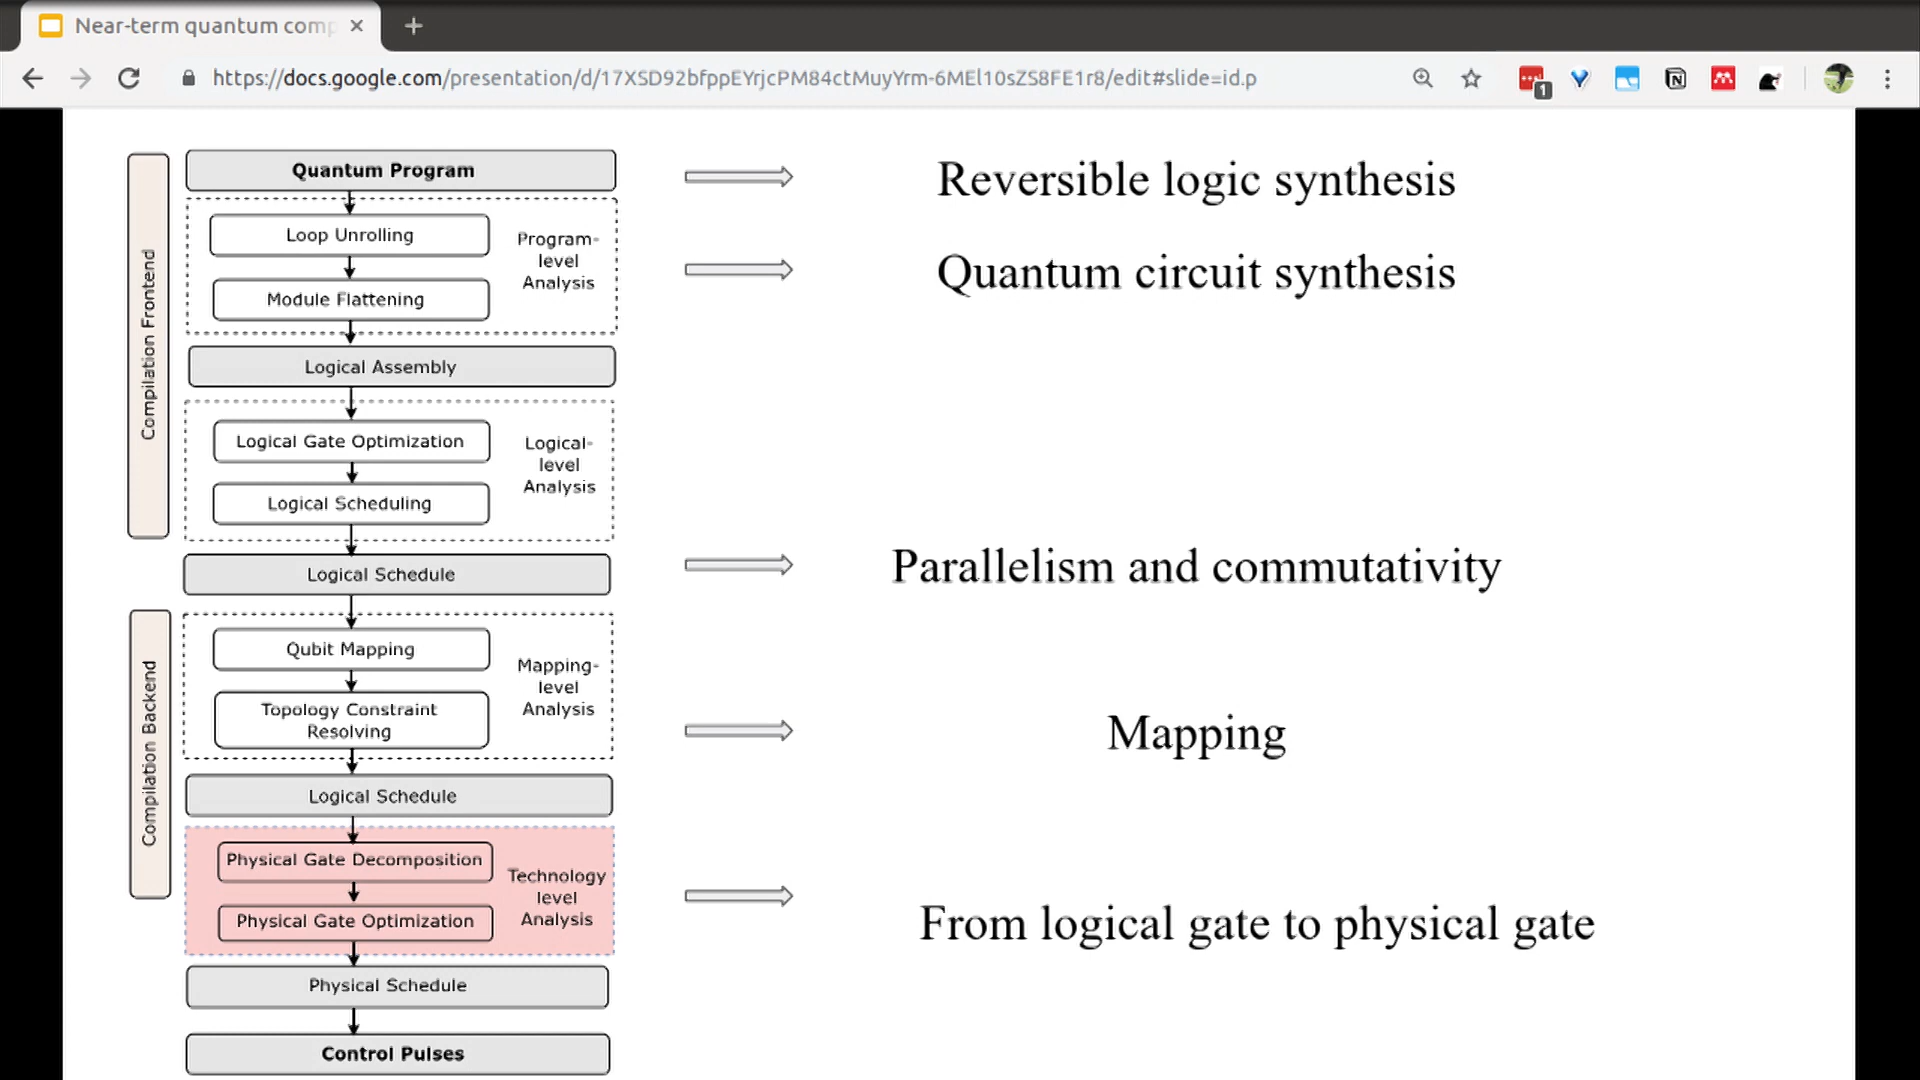 Near-term quantum comp
https://docs.google.com/presentation/d/17XSD92bfppEYrjcPM84ctMuyYrm-6MEl10sZS8FE1r8/edit#slide=id.p
1
Compilation Frontend
Quantum Program
Loop Unrolling
Module Flattening
Program-
level
Analysis
Logical Assembly
Logical Gate Optimization
Logical Scheduling
Logical-
level
Analysis
Logical Schedule
Compilation Backend
Qubit Mapping
Topology Constraint
Resolving
Mapping-
level
Analysis
Logical Schedule
Physical Gate Decomposition
Physical Gate Optimization
Technology
level
Analysis
Physical Schedule
Control Pulses
Reversible logic synthesis
Quantum circuit synthesis
Parallelism and commutativity
Mapping
From logical gate to physical gate